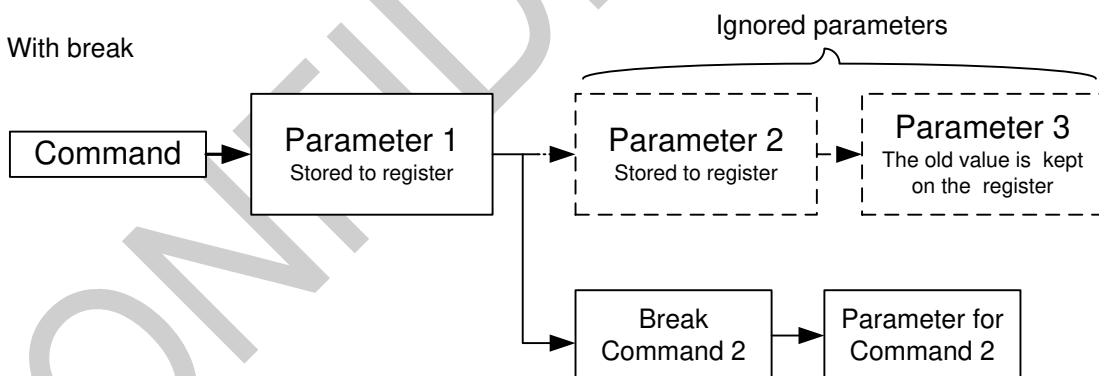 With break
Ignored parameters
Command
Parameter 1
Stored to register
Parameter 2
Stored to register
Parameter 3
The old value is kept
on the register
Break
Command 2
Parameter for
Command 2
ONFID